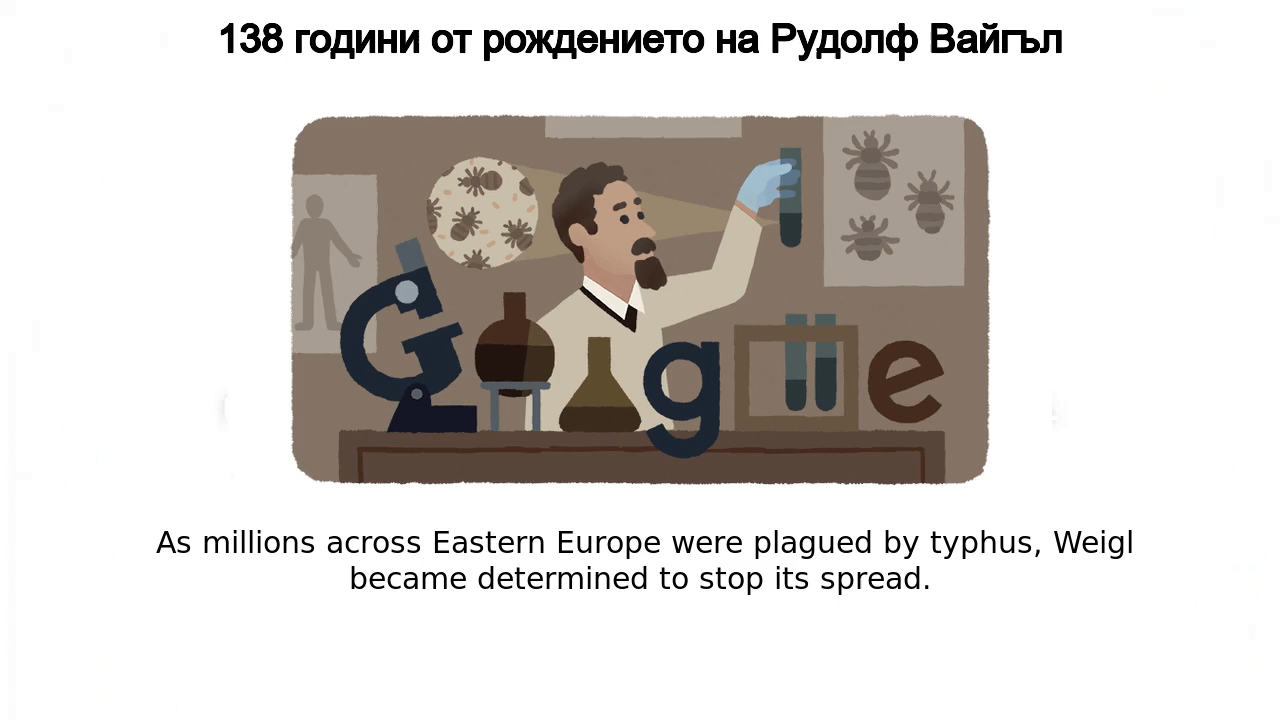 138 години от рождението на Рудолф Вайгъл
Google
As millions across Eastern Europe were plagued by typhus, Weigl
became determined to stop its spread.